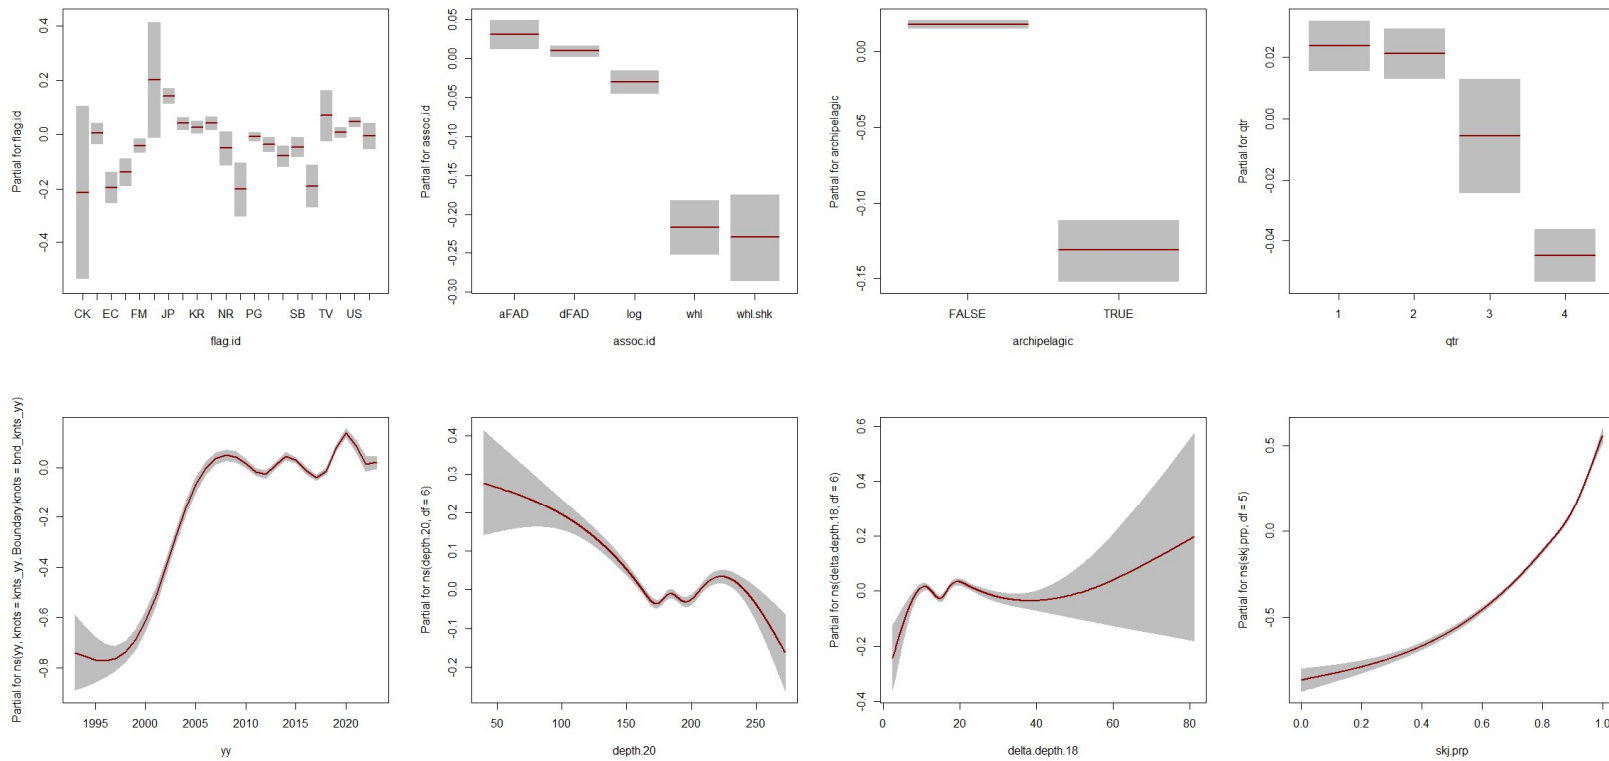 Partial for flag.id
0.4
0.2
0.0
-0.2
-0.4
CK EC FM JP KR NR PG SB TV US
flag.id
Partial for assoc.id
0.05
0.00
-0.05
-0.10
-0.15
-0.20
-0.25
-0.30
aFAD dFAD log whl whl.shk
assoc.id
Partial for archipelagic
0.00
-0.05
-0.10
-0.15
FALSE TRUE
archipelagic
Partial for qtr
0.02
0.00
-0.02
-0.04
1 2 3 4
qtr
Partial for ns(yy, knots = knts_yy, Boundary.knots = bnd_knts_yy)
0.0
-0.2
-0.4
-0.6
-0.8
1995 2000 2005 2010 2015 2020
yy
Partial for ns(depth.20, df = 6)
0.4
0.3
0.2
0.1
0.0
-0.1
-0.2
50 100 150 200 250
depth.20
Partial for ns(delta.depth.18, df = 6)
0.6
0.4
0.2
0.0
-0.2
-0.4
0 20 40 60 80
delta.depth.18
Partial for ns(skj.prp, df = 5)
0.5
0.0
-0.5
0.0 0.2 0.4 0.6 0.8 1.0
skj.prp